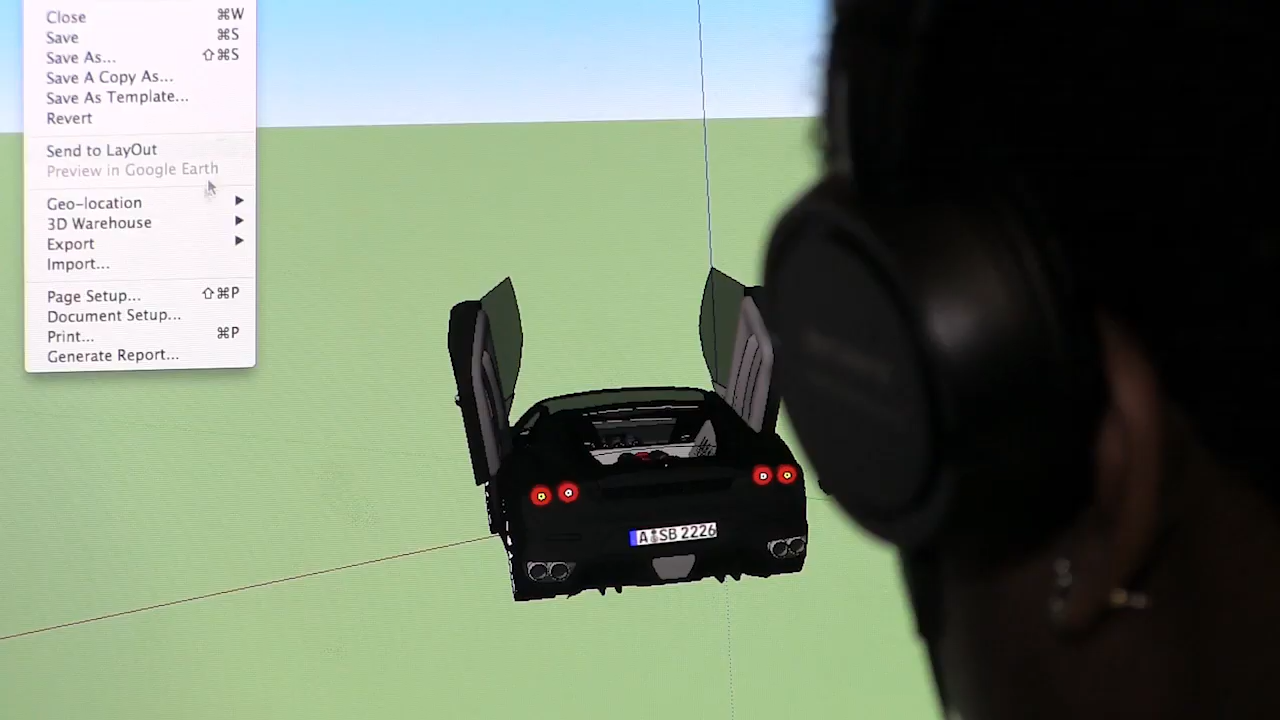 Close ⌘W
Save ⌘S
Save As... ⇧⌘S
Save A Copy As...
Save As Template...
Revert
Send to LayOut
Preview in Google Earth
Geo-location
3D Warehouse
Export
Import...
Page Setup... ⇧⌘P
Document Setup...
Print... ⌘P
Generate Report...
A SB 2226